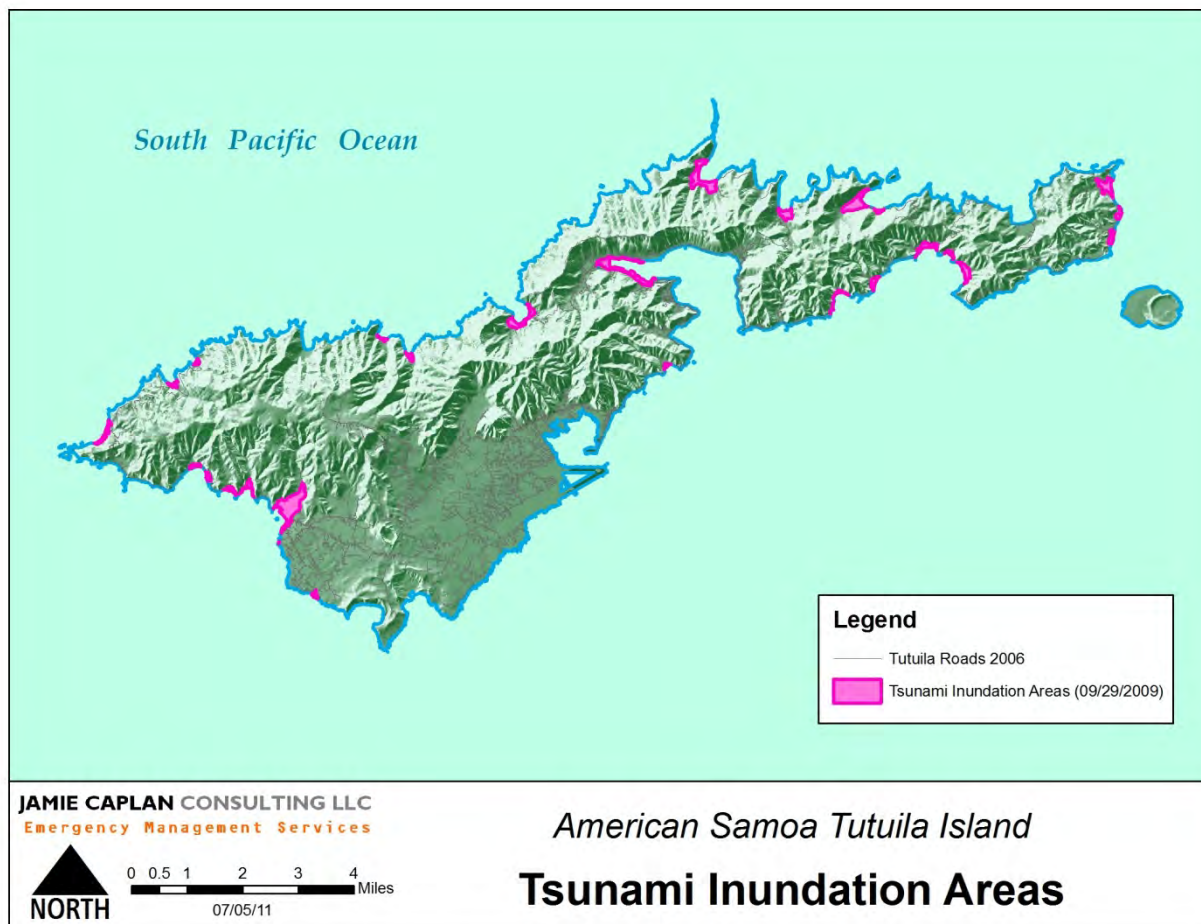 South Pacific Ocean
Legend
Tutuila Roads 2006
Tsunami Inundation Areas (09/29/2009)
JAMIE CAPLAN CONSULTING LLC
Emergency Management Services
NORTH
0 0.5 1 2 3 4
Miles
07/05/11
American Samoa Tutuila Island
Tsunami Inundation Areas